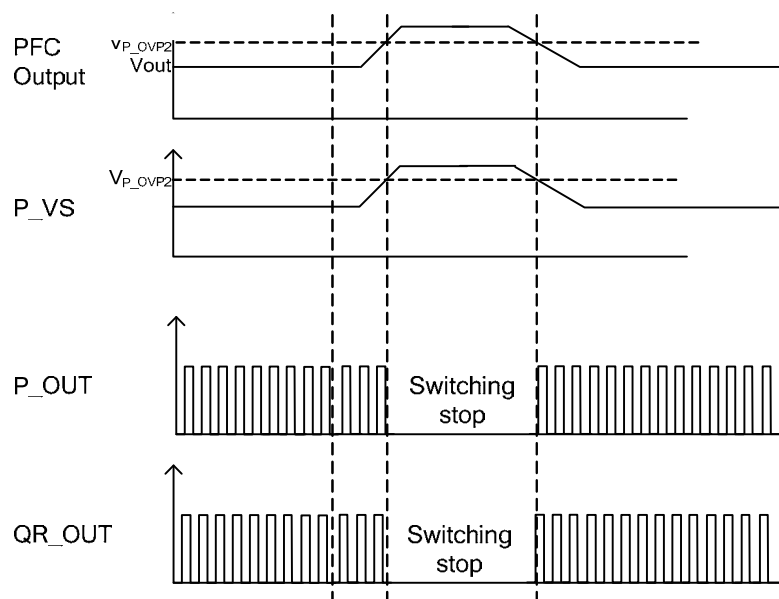 PFC
Output
VP_OVP2
Vout
P_VS
VP_OVP2
P_OUT
Switching
stop
QR_OUT
Switching
stop